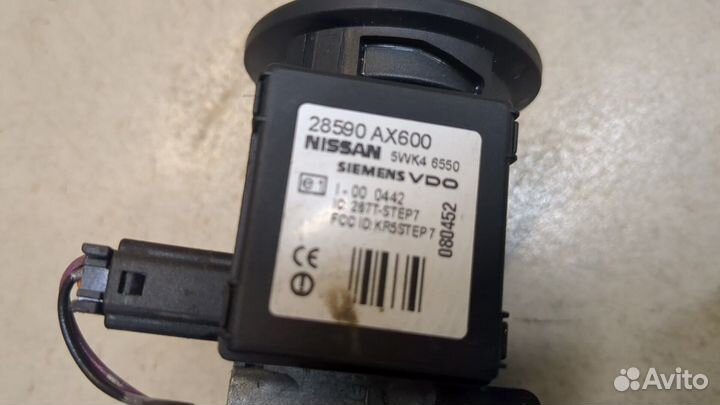 28590 AX600
NISSAN 5WK4 6550
SIEMENS VDO
e1 I - 00 0442
IC: 267T-STEP7
FCC ID: KR5STEP7
080452
CE
Avito